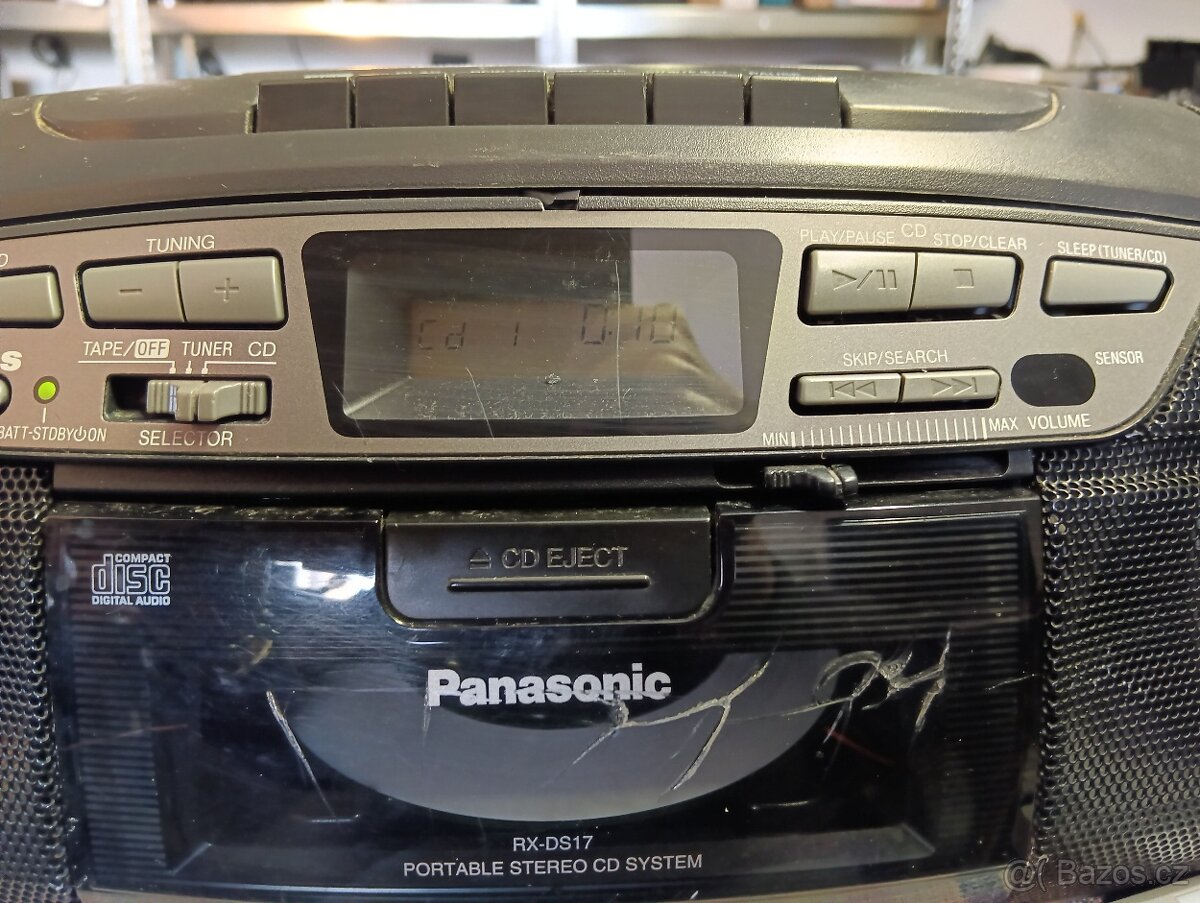 TUNING
− +
TAPE/OFF TUNER CD
SELECTOR
BATT-STDBY⏻ON
S
D
Cd 1 0:10
PLAY/PAUSE CD STOP/CLEAR
SLEEP(TUNER/CD)
SKIP/SEARCH
SENSOR
MIN MAX VOLUME
CD EJECT
COMPACT
disc
DIGITAL AUDIO
Panasonic
RX-DS17
PORTABLE STEREO CD SYSTEM
Bazos.cz